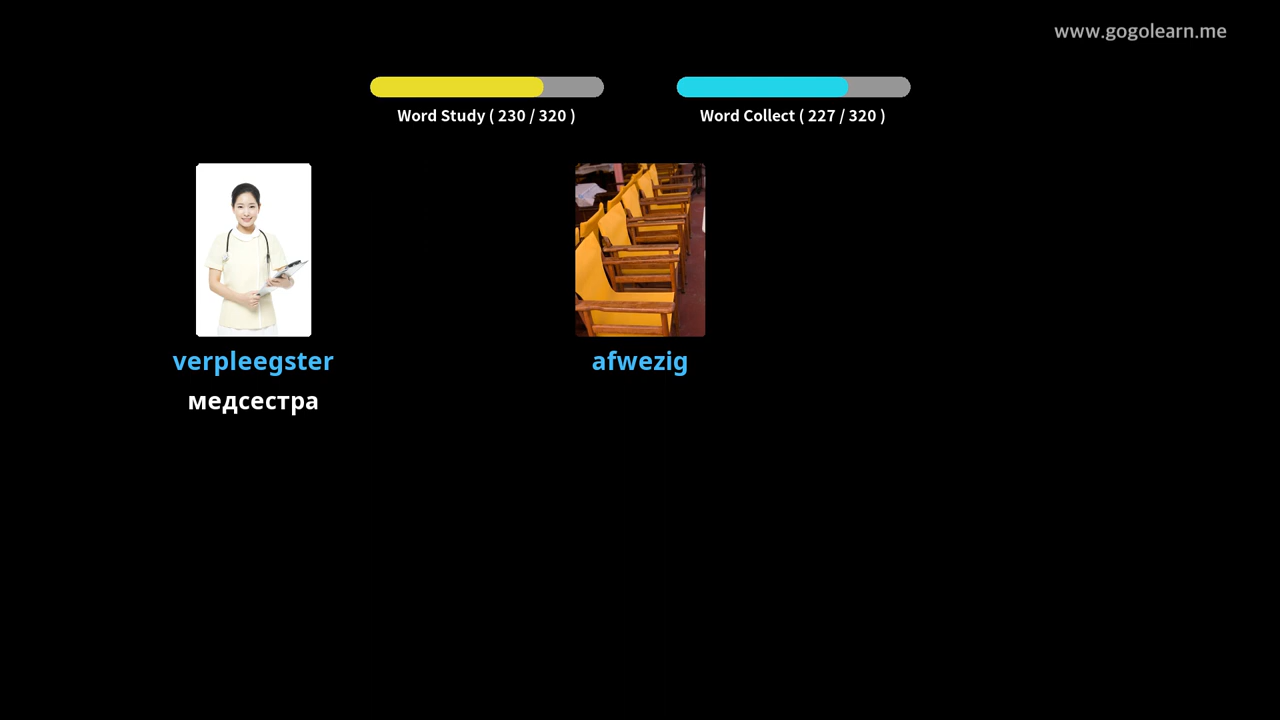 www.gogolearn.me
Word Study ( 230 / 320 )
Word Collect ( 227 / 320 )
verpleegster
afwezig
медсестра